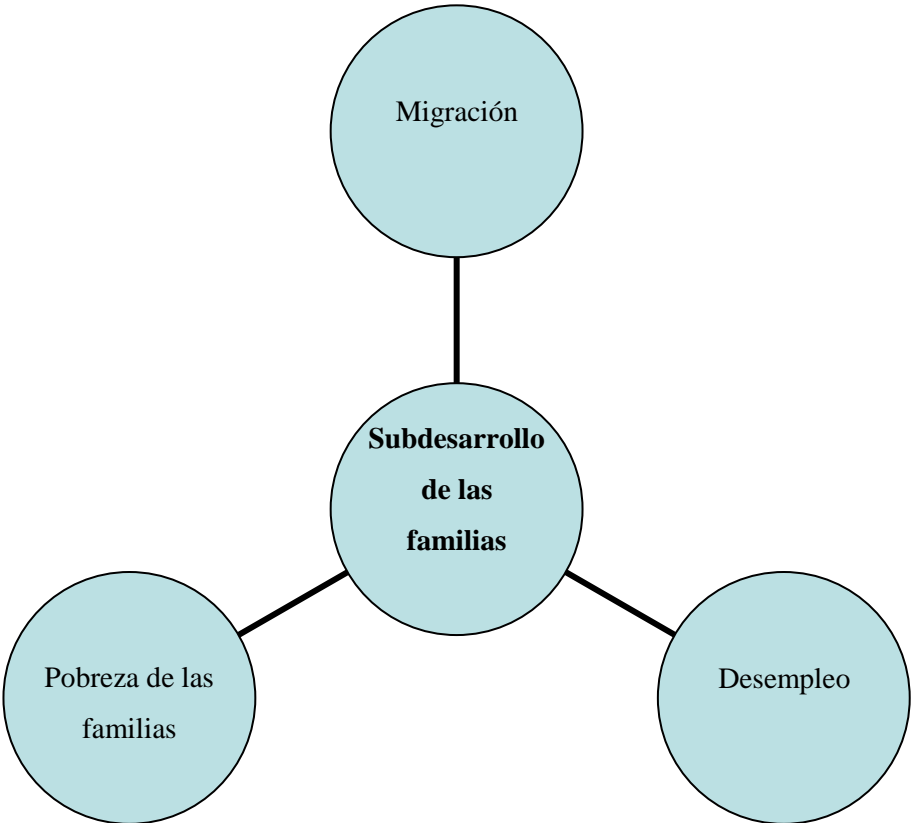 Migración
Subdesarrollo
de las
familias
Pobreza de las
familias
Desempleo